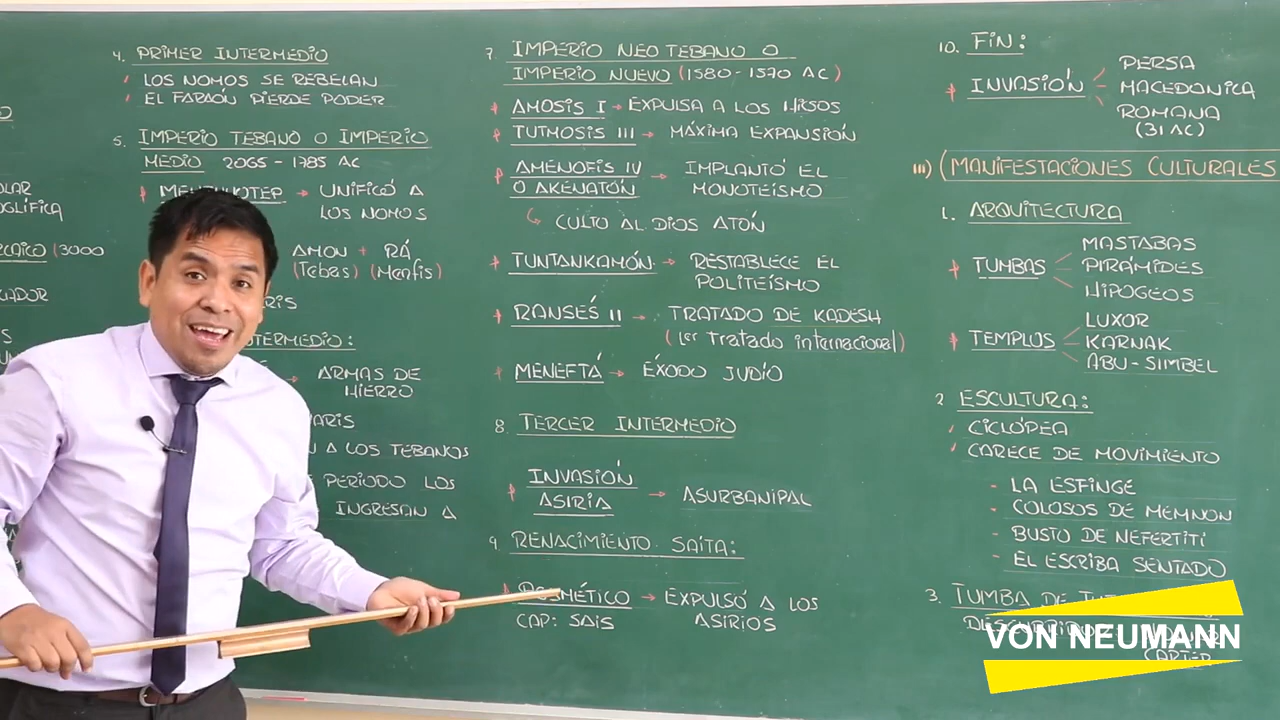 4. PRIMER INTERMEDIO
LOS NOMOS SE REBELAN
EL FARAÓN PIERDE PODER
5. IMPERIO TEBANO O IMPERIO
MEDIO 2065 - 1785 AC
→ UNIFICÓ A
LOS NOMOS
AMON + RÁ
(Tebas) (Menfis)
(3000
→ ARMAS DE
HIERRO
A LOS TEBANOS
PERIODO LOS
INGRESAN A
7. IMPERIO NEO TEBANO O
IMPERIO NUEVO (1580-1570 AC)
AMOSIS I → EXPULSA A LOS HICSOS
TUTMOSIS III → MÁXIMA EXPANSIÓN
AMENOFIS IV → IMPLANTÓ EL
O AKENATÓN MONOTEÍSMO
CULTO AL DIOS ATÓN
TUNTANKAMÓN → RESTABLECE EL
POLITEÍSMO
RANSÉS II → TRATADO DE KADESH
(1er Tratado internacional)
MENEFTÁ → ÉXODO JUDÍO
8. TERCER INTERMEDIO
INVASIÓN
ASIRIA → ASURBANIPAL
9. RENACIMIENTO SAITA:
→ EXPULSÓ A LOS
CAP: SAIS ASIRIOS
10. FIN:
INVASIÓN
PERSA
MACEDONICA
ROMANA
(31 AC)
III) (MANIFESTACIONES CULTURALES
1. ARQUITECTURA
TUMBAS
MASTABAS
PIRÁMIDES
HIPOGEOS
TEMPLOS
LUXOR
KARNAK
ABU-SIMBEL
2 ESCULTURA:
CICLÓPEA
CARECE DE MOVIMIENTO
- LA ESFINGE
- COLOSOS DE MEMNON
- BUSTO DE NEFERTITI
- EL ESCRIBA SENTADO
3. TUMBA DE
VON NEUMANN
CARTER